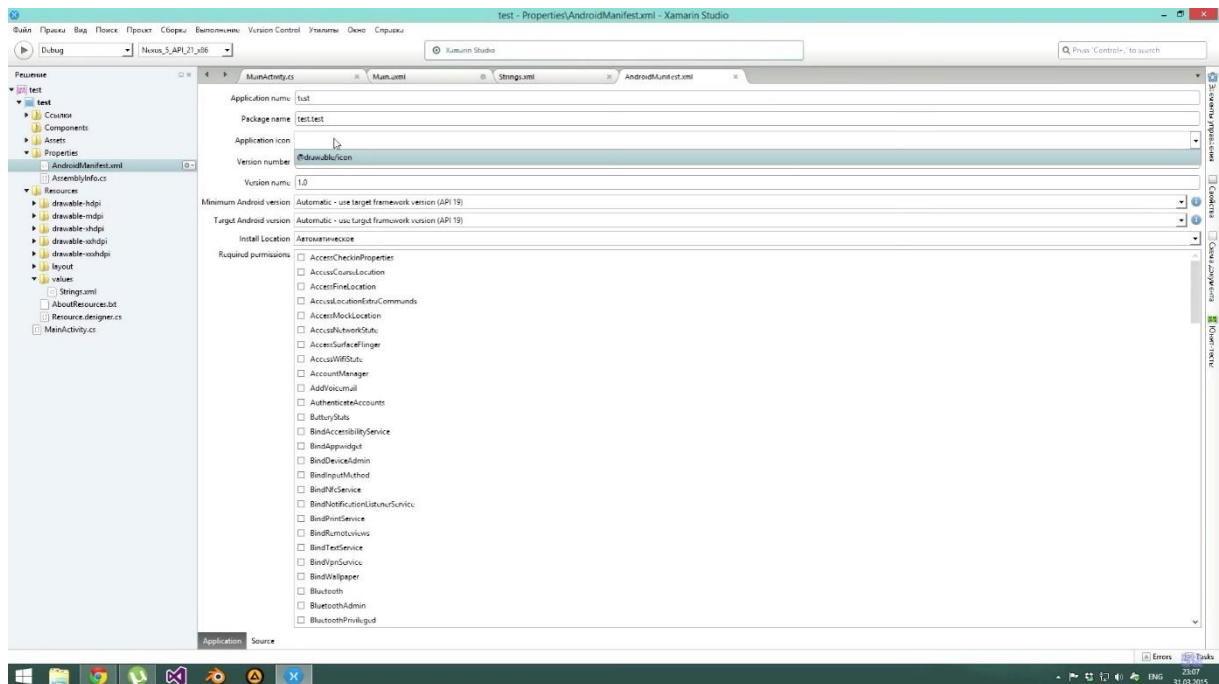 test - Properties\AndroidManifest.xml - Xamarin Studio
Файл Правка Вид Поиск Проект Сборка Выполнение Version Control Утилиты Окно Справка
Debug
Nexus_5_API_21_x86
Xamarin Studio
Press 'Control+,' to search
Решение
MainActivity.cs
Main.axml
Strings.xml
AndroidManifest.xml
test
test
Ссылки
Components
Assets
Properties
AndroidManifest.xml
AssemblyInfo.cs
Resources
drawable-hdpi
drawable-mdpi
drawable-xhdpi
drawable-xxhdpi
drawable-xxxhdpi
layout
values
Strings.xml
AboutResources.txt
Resource.designer.cs
MainActivity.cs
Application name test
Package name test.test
Application icon
@drawable/icon
Version number
Version name 1.0
Minimum Android version Automatic - use target framework version (API 19)
Target Android version Automatic - use target framework version (API 19)
Install Location Автоматическое
Required permissions
AccessCheckinProperties
AccessCoarseLocation
AccessFineLocation
AccessLocationExtraCommands
AccessMockLocation
AccessNetworkState
AccessSurfaceFlinger
AccessWifiState
AccountManager
AddVoicemail
AuthenticateAccounts
BatteryStats
BindAccessibilityService
BindAppwidget
BindDeviceAdmin
BindInputMethod
BindNfcService
BindNotificationListenerService
BindPrintService
BindRemoteviews
BindTextService
BindVpnService
BindWallpaper
Bluetooth
BluetoothAdmin
BluetoothPrivileged
Application Source
Элементы управления
Свойства
Схема документа
Юнит-тесты
Errors Tasks
ENG
23:07
31.03.2015